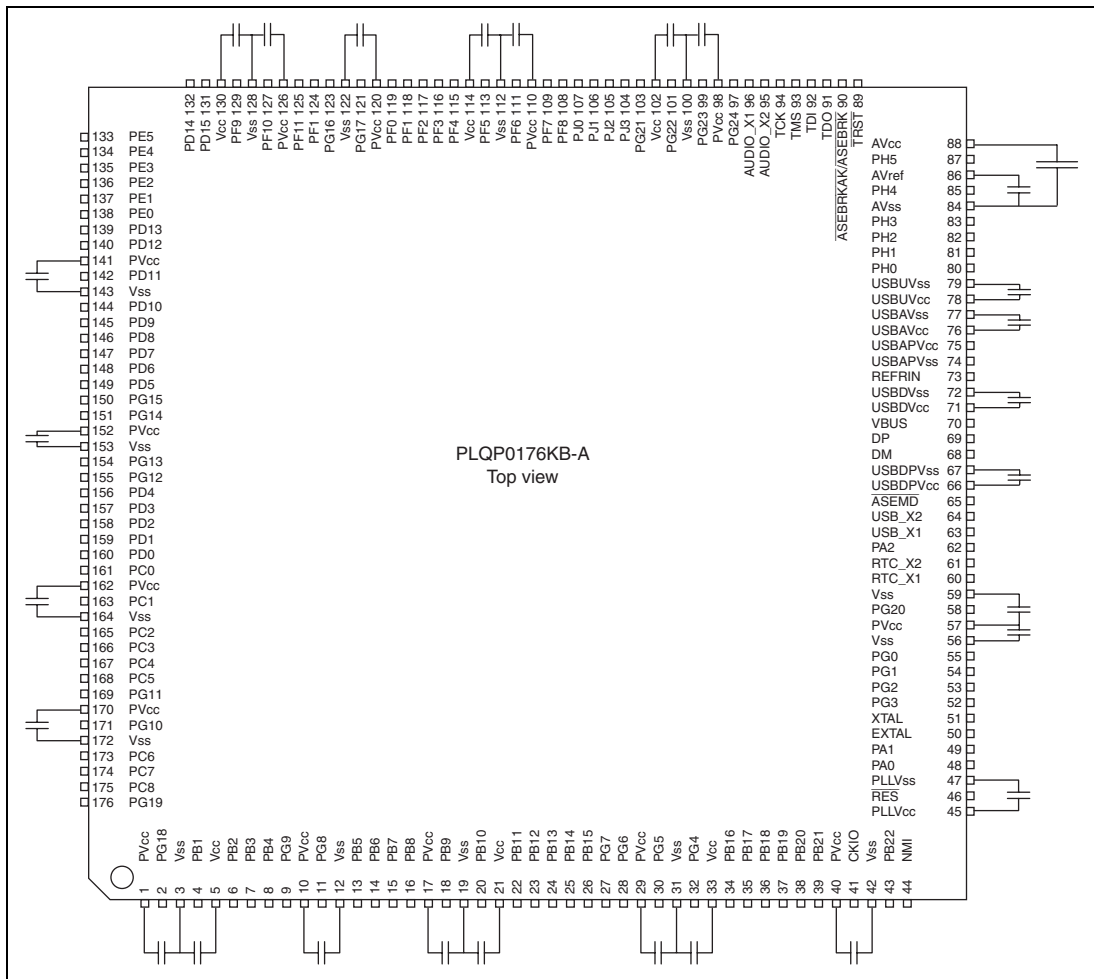 PD14 132
PD15 131
Vcc 130
PF9 129
Vss 128
PF10 127
PVcc 126
PF11 125
PF1 124
PG16 123
Vss 122
PG17 121
PVcc 120
PF0 119
PF1 118
PF2 117
PF3 116
PF4 115
Vcc 114
PF5 113
Vss 112
PF6 111
PVcc 110
PF7 109
PF8 108
PJ0 107
PJ1 106
PJ2 105
PJ3 104
PG21 103
Vcc 102
PG22 101
Vss 100
PG23 99
PVcc 98
PG24 97
AUDIO_X1 96
AUDIO_X2 95
TCK 94
TMS 93
TDI 92
TDO 91
ASEBRKAK/ASEBRK 90
TRST 89
133 PE5
134 PE4
135 PE3
136 PE2
137 PE1
138 PE0
139 PD13
140 PD12
141 PVcc
142 PD11
143 Vss
144 PD10
145 PD9
146 PD8
147 PD7
148 PD6
149 PD5
150 PG15
151 PG14
152 PVcc
153 Vss
154 PG13
155 PG12
156 PD4
157 PD3
158 PD2
159 PD1
160 PD0
161 PC0
162 PVcc
163 PC1
164 Vss
165 PC2
166 PC3
167 PC4
168 PC5
169 PG11
170 PVcc
171 PG10
172 Vss
173 PC6
174 PC7
175 PC8
176 PG19
PLQP0176KB-A
Top view
AVcc 88
PH5 87
AVref 86
PH4 85
AVss 84
PH3 83
PH2 82
PH1 81
PH0 80
USBUVss 79
USBUVcc 78
USBAVss 77
USBAVcc 76
USBAPVcc 75
USBAPVss 74
REFRIN 73
USBDVss 72
USBDVcc 71
VBUS 70
DP 69
DM 68
USBDPVss 67
USBDPVcc 66
ASEMD 65
USB_X2 64
USB_X1 63
PA2 62
RTC_X2 61
RTC_X1 60
Vss 59
PG20 58
PVcc 57
Vss 56
PG0 55
PG1 54
PG2 53
PG3 52
XTAL 51
EXTAL 50
PA1 49
PA0 48
PLLVss 47
RES 46
PLLVcc 45
1 PVcc
2 PG18
3 Vss
4 PB1
5 Vcc
6 PB2
7 PB3
8 PB4
9 PG9
10 PVcc
11 PG8
12 Vss
13 PB5
14 PB6
15 PB7
16 PB8
17 PVcc
18 PB9
19 Vss
20 PB10
21 Vcc
22 PB11
23 PB12
24 PB13
25 PB14
26 PB15
27 PG7
28 PG6
29 PVcc
30 PG5
31 Vss
32 PG4
33 Vcc
34 PB16
35 PB17
36 PB18
37 PB19
38 PB20
39 PB21
40 PVcc
41 CKIO
42 Vss
43 PB22
44 NMI